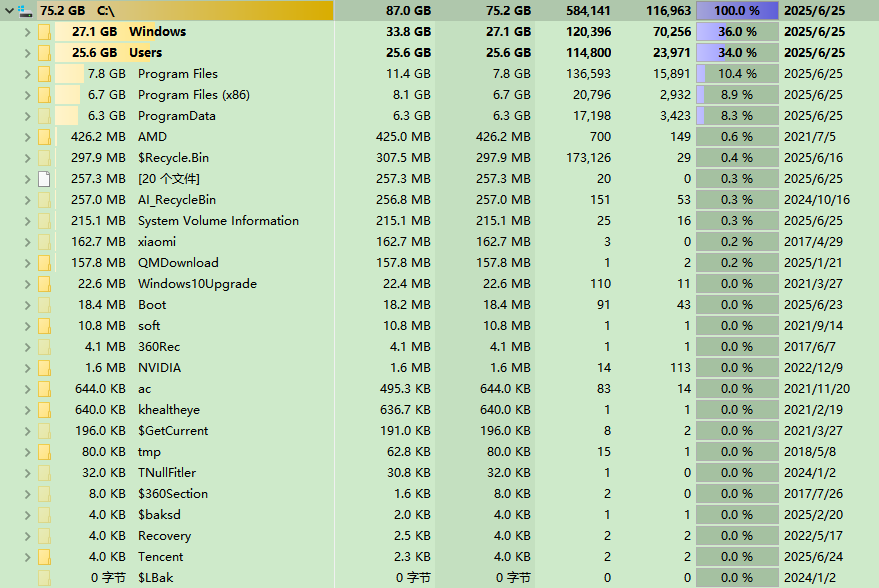 75.2 GB C:\ 87.0 GB 75.2 GB 584,141 116,963 100.0 % 2025/6/25
27.1 GB Windows 33.8 GB 27.1 GB 120,396 70,256 36.0 % 2025/6/25
25.6 GB Users 25.6 GB 25.6 GB 114,800 23,971 34.0 % 2025/6/25
7.8 GB Program Files 11.4 GB 7.8 GB 136,593 15,891 10.4 % 2025/6/25
6.7 GB Program Files (x86) 8.1 GB 6.7 GB 20,796 2,932 8.9 % 2025/6/25
6.3 GB ProgramData 6.3 GB 6.3 GB 17,198 3,423 8.3 % 2025/6/25
426.2 MB AMD 425.0 MB 426.2 MB 700 149 0.6 % 2021/7/5
297.9 MB $Recycle.Bin 307.5 MB 297.9 MB 173,126 29 0.4 % 2025/6/16
257.3 MB [20 个文件] 257.3 MB 257.3 MB 20 0 0.3 % 2025/6/25
257.0 MB AI_RecycleBin 256.8 MB 257.0 MB 151 53 0.3 % 2024/10/16
215.1 MB System Volume Information 215.1 MB 215.1 MB 25 16 0.3 % 2025/6/25
162.7 MB xiaomi 162.7 MB 162.7 MB 3 0 0.2 % 2017/4/29
157.8 MB QMDownload 157.8 MB 157.8 MB 1 2 0.2 % 2025/1/21
22.6 MB Windows10Upgrade 22.4 MB 22.6 MB 110 11 0.0 % 2021/3/27
18.4 MB Boot 18.2 MB 18.4 MB 91 43 0.0 % 2025/6/23
10.8 MB soft 10.8 MB 10.8 MB 1 1 0.0 % 2021/9/14
4.1 MB 360Rec 4.1 MB 4.1 MB 1 1 0.0 % 2017/6/7
1.6 MB NVIDIA 1.6 MB 1.6 MB 14 113 0.0 % 2022/12/9
644.0 KB ac 495.3 KB 644.0 KB 83 14 0.0 % 2021/11/20
640.0 KB khealtheye 636.7 KB 640.0 KB 1 1 0.0 % 2021/2/19
196.0 KB $GetCurrent 191.0 KB 196.0 KB 8 2 0.0 % 2021/3/27
80.0 KB tmp 62.8 KB 80.0 KB 15 1 0.0 % 2018/5/8
32.0 KB TNullFitler 30.8 KB 32.0 KB 1 0 0.0 % 2024/1/2
8.0 KB $360Section 1.6 KB 8.0 KB 2 0 0.0 % 2017/7/26
4.0 KB $baksd 2.0 KB 4.0 KB 1 1 0.0 % 2025/2/20
4.0 KB Recovery 2.5 KB 4.0 KB 2 2 0.0 % 2022/5/17
4.0 KB Tencent 2.3 KB 4.0 KB 2 2 0.0 % 2025/6/24
0 字节 $LBak 0 字节 0 字节 0 0 0.0 % 2024/1/2